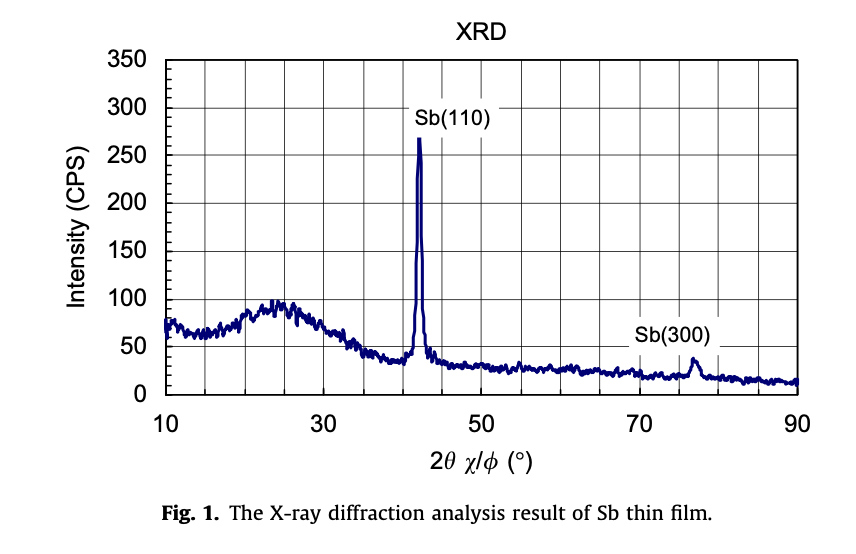 XRD
350
300
250
200
150
100
50
0
Intensity (CPS)
Sb(110)
Sb(300)
10 30 50 70 90
2θ χ/ϕ (°)
Fig. 1. The X-ray diffraction analysis result of Sb thin film.